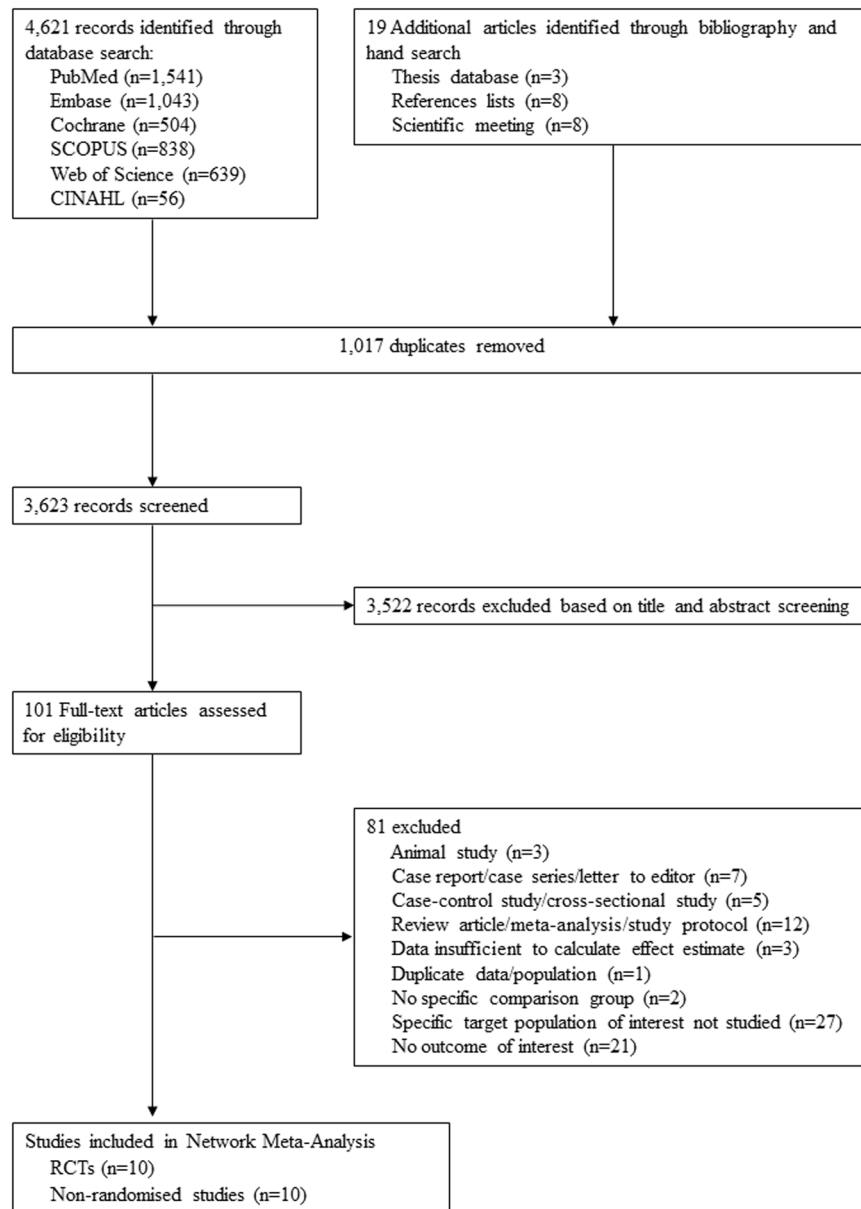 4,621 records identified through
database search:
PubMed (n=1,541)
Embase (n=1,043)
Cochrane (n=504)
SCOPUS (n=838)
Web of Science (n=639)
CINAHL (n=56)
19 Additional articles identified through bibliography and
hand search
Thesis database (n=3)
References lists (n=8)
Scientific meeting (n=8)
1,017 duplicates removed
3,623 records screened
3,522 records excluded based on title and abstract screening
101 Full-text articles assessed
for eligibility
81 excluded
Animal study (n=3)
Case report/case series/letter to editor (n=7)
Case-control study/cross-sectional study (n=5)
Review article/meta-analysis/study protocol (n=12)
Data insufficient to calculate effect estimate (n=3)
Duplicate data/population (n=1)
No specific comparison group (n=2)
Specific target population of interest not studied (n=27)
No outcome of interest (n=21)
Studies included in Network Meta-Analysis
RCTs (n=10)
Non-randomised studies (n=10)